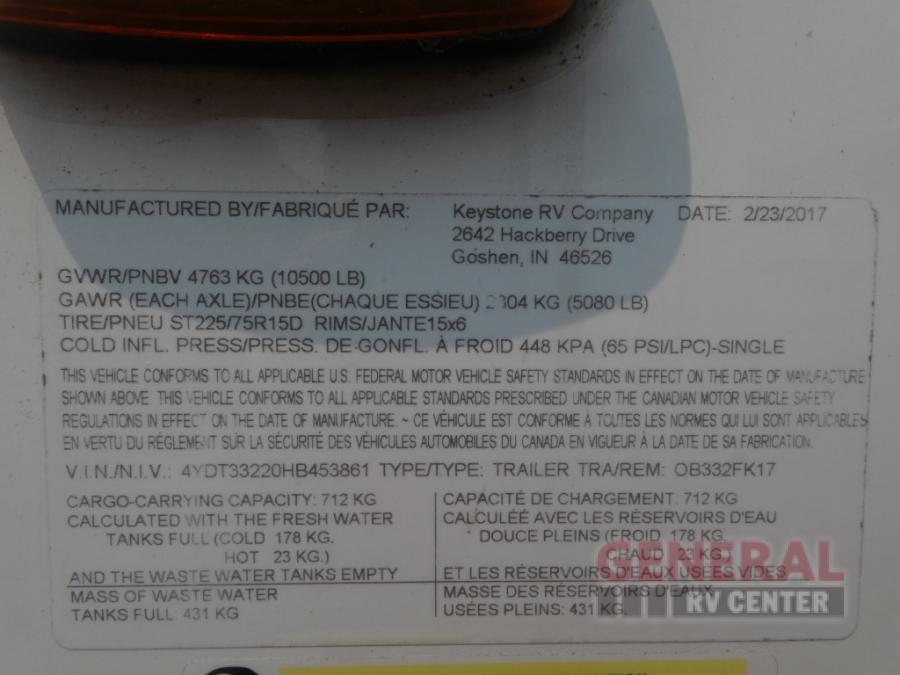 MANUFACTURED BY/FABRIQUÉ PAR: Keystone RV Company DATE: 2/23/2017
2642 Hackberry Drive
Goshen, IN 46526
GVWR/PNBV 4763 KG (10500 LB)
GAWR (EACH AXLE)/PNBE(CHAQUE ESSIEU) 2304 KG (5080 LB)
TIRE/PNEU ST225/75R15D RIMS/JANTE15x6
COLD INFL. PRESS/PRESS. DE-GONFL. À FROID 448 KPA (65 PSI/LPC)-SINGLE
THIS VEHICLE CONFORMS TO ALL APPLICABLE U.S. FEDERAL MOTOR VEHICLE SAFETY STANDARDS IN EFFECT ON THE DATE OF MANUFACTURE
SHOWN ABOVE. THIS VEHICLE CONFORMS TO ALL APPLICABLE STANDARDS PRESCRIBED UNDER THE CANADIAN MOTOR VEHICLE SAFETY
REGULATIONS IN EFFECT ON THE DATE OF MANUFACTURE. ~ CE VÉHICULE EST CONFORME À TOUTES LES NORMES QUI LUI SONT APPLICABLES
EN VERTU DU RÉGLEMENT SUR LA SÉCURITÉ DES VÉHICULES AUTOMOBILES DU CANADA EN VIGUEUR À LA DATE DE SA FABRICATION.
V.I.N./N.I.V.: 4YDT33220HB453861 TYPE/TYPE: TRAILER TRA/REM: OB332FK17
CARGO-CARRYING CAPACITY: 712 KG
CALCULATED WITH THE FRESH WATER
TANKS FULL (COLD 178 KG.
HOT 23 KG.)
AND THE WASTE WATER TANKS EMPTY
MASS OF WASTE WATER
TANKS FULL: 431 KG
CAPACITÉ DE CHARGEMENT: 712 KG
CALCULÉE AVEC LES RÉSERVOIRS D'EAU
DOUCE PLEINS (FROID 178 KG.
CHAUD 23 KG.)
ET LES RÉSERVOIRS D'EAUX USÉES VIDES
MASSE DES RÉSERVOIRS D'EAUX
USÉES PLEINS: 431 KG.
GENERAL
RV CENTER